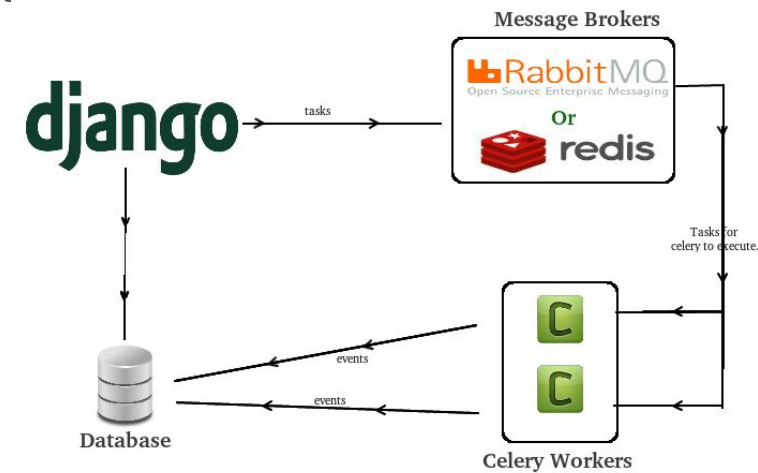 Message Brokers
RabbitMQ
Open Source Enterprise Messaging
django
tasks
Or
redis
Tasks for
celery to execute.
C
events
C
events
Database
Celery Workers